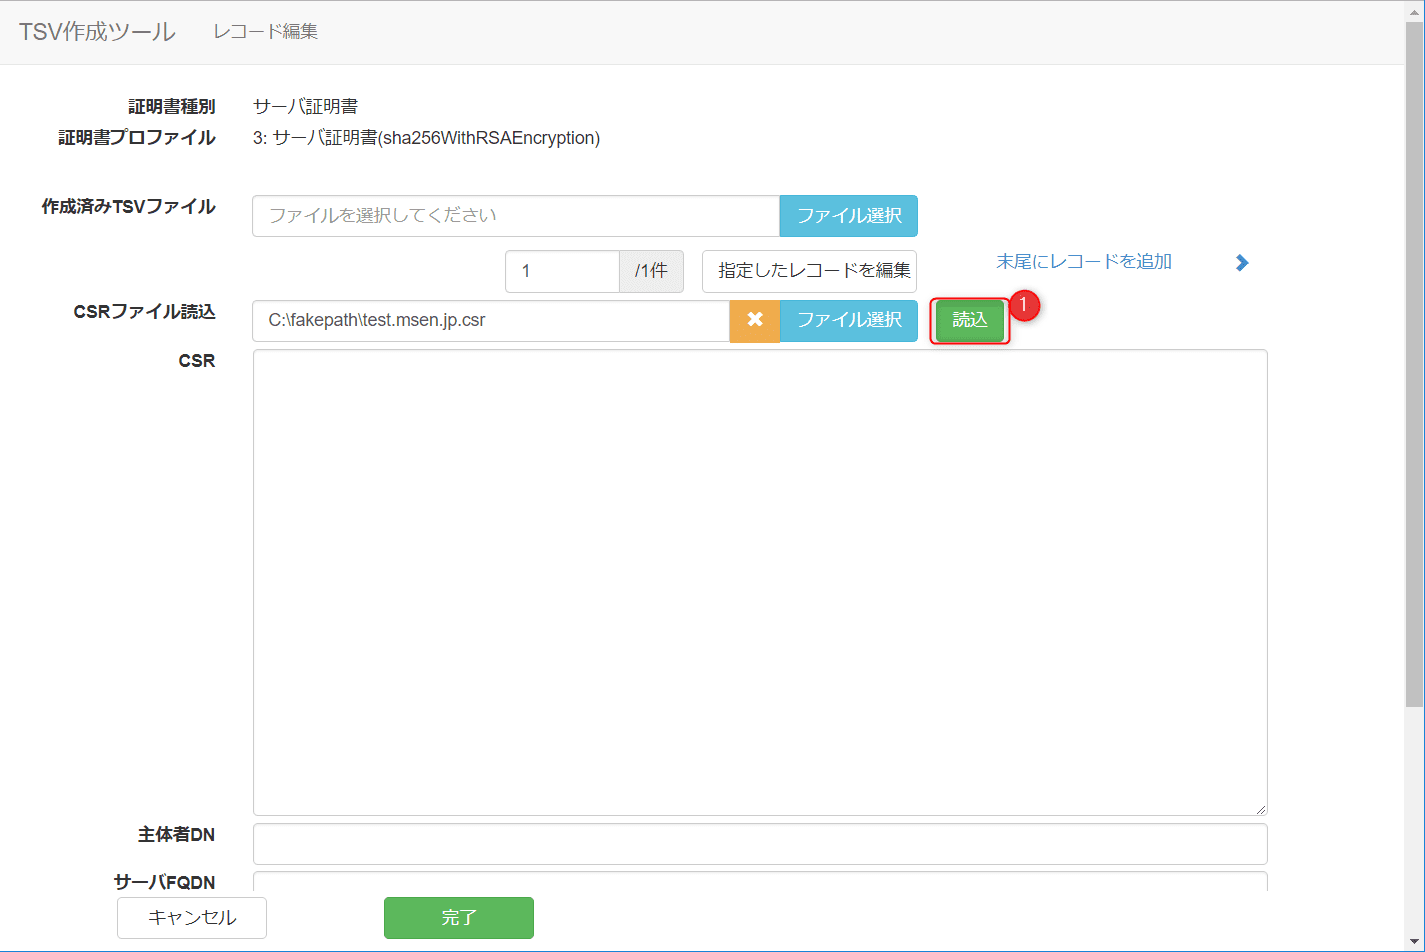 TSV作成ツール レコード編集
証明書種別 サーバ証明書
証明書プロファイル 3: サーバ証明書(sha256WithRSAEncryption)
作成済みTSVファイル ファイルを選択してください ファイル選択
1 /1件 指定したレコードを編集 末尾にレコードを追加
CSRファイル読込 C:\fakepath\test.msen.jp.csr ファイル選択 読込 1
CSR
主体者DN
サーバFQDN
キャンセル 完了